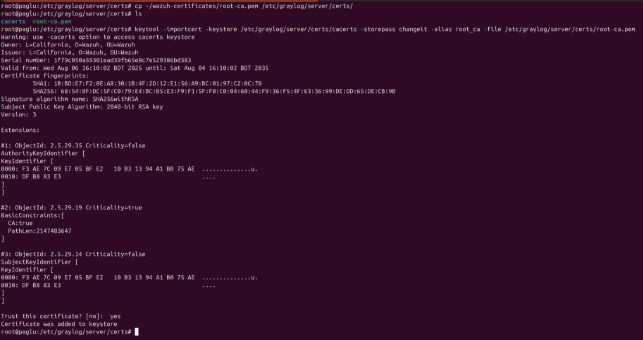 root@paglu:/etc/graylog/server/certs# cp ~/wazuh-certificates/root-ca.pem /etc/graylog/server/certs/
root@paglu:/etc/graylog/server/certs# ls
cacerts root-ca.pem
root@paglu:/etc/graylog/server/certs# keytool -importcert -keystore /etc/graylog/server/certs/cacerts -storepass changeit -alias root_ca -file /etc/graylog/server/certs/root-ca.pem
Warning: use -cacerts option to access cacerts keystore
Owner: L=California, O=Wazuh, OU=Wazuh
Issuer: L=California, O=Wazuh, OU=Wazuh
Serial number: 1f79c050a59301ead39fb65e8c7e529386bd383
Valid from: Wed Aug 06 16:10:02 BDT 2025 until: Sat Aug 04 16:10:02 BDT 2035
Certificate fingerprints:
SHA1: 1B:BD:E7:F2:0E:A8:30:1B:4F:2D:12:E1:56:A9:BC:01:97:C2:0C:78
SHA256: 68:54:8F:DC:5F:C0:79:E4:BC:B5:E3:F9:F1:5F:F0:C0:04:60:44:F9:36:F5:4F:63:36:99:DE:DD:65:DE:C8:9B
Signature algorithm name: SHA256withRSA
Subject Public Key Algorithm: 2048-bit RSA key
Version: 3
Extensions:
#1: ObjectId: 2.5.29.35 Criticality=false
AuthorityKeyIdentifier [
KeyIdentifier [
0000: F3 AE 7C 09 E7 05 BF E2 10 B3 13 94 A1 B0 75 AE ..............u.
0010: DF B8 83 E3 ....
]
]
#2: ObjectId: 2.5.29.19 Criticality=true
BasicConstraints:[
CA:true
PathLen:2147483647
]
#3: ObjectId: 2.5.29.14 Criticality=false
SubjectKeyIdentifier [
KeyIdentifier [
0000: F3 AE 7C 09 E7 05 BF E2 10 B3 13 94 A1 B0 75 AE ..............u.
0010: DF B8 83 E3 ....
]
]
Trust this certificate? [no]: yes
Certificate was added to keystore
root@paglu:/etc/graylog/server/certs#